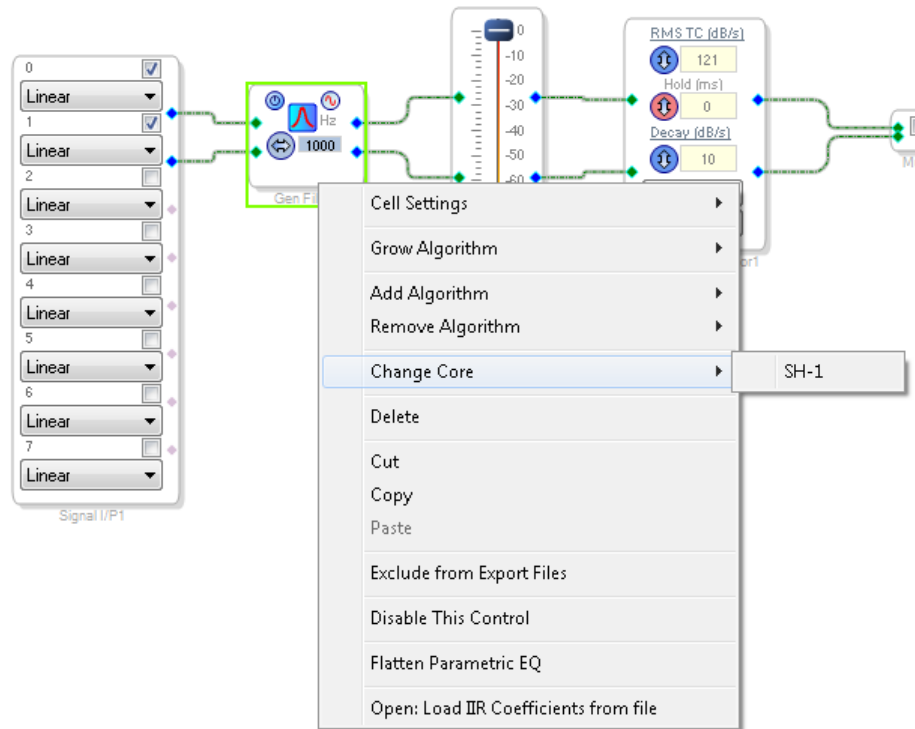 0
Linear
1
Linear
2
Linear
3
Linear
4
Linear
5
Linear
6
Linear
7
Linear
Signal I/P1
Hz
1000
Gen Fil
0
-10
-20
-30
-40
-50
-60
RMS TC (dB/s)
121
Hold (ms)
0
Decay (dB/s)
10
or1
M
Cell Settings
Grow Algorithm
Add Algorithm
Remove Algorithm
Change Core
SH-1
Delete
Cut
Copy
Paste
Exclude from Export Files
Disable This Control
Flatten Parametric EQ
Open: Load IIR Coefficients from file